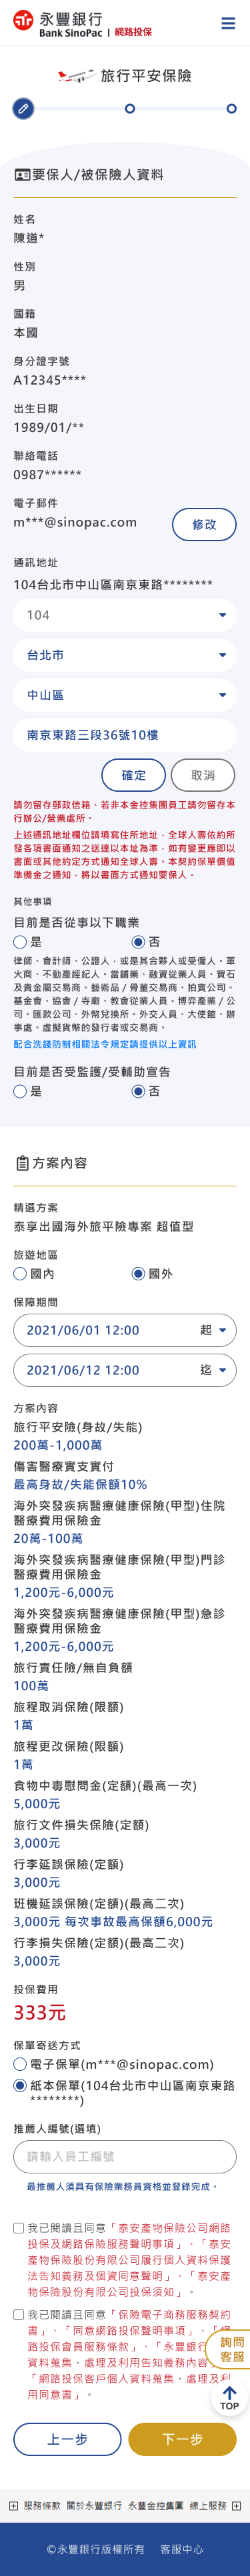 永豐銀行
Bank SinoPac | 網路投保
旅行平安保險
要保人/被保險人資料
姓名
陳道*
性別
男
國籍
本國
身分證字號
A12345****
出生日期
1989/01/**
聯絡電話
0987******
電子郵件
m***@sinopac.com
修改
通訊地址
104台北市中山區南京東路********
104
台北市
中山區
南京東路三段36號10樓
確定
取消
請勿留存郵政信箱、若非本金控集團員工請勿留存本
行辦公/營業處所。
上述通訊地址欄位請填寫住所地址，全球人壽依約所
發各項書面通知之送達以本址為準，如有變更應即以
書面或其他約定方式通知全球人壽。本契約保單價值
準備金之通知，將以書面方式通知要保人。
其他事項
目前是否從事以下職業
是
否
律師、會計師、公證人，或是其合夥人或受僱人。軍
火商、不動產經紀人。當鋪業、融資從業人員。寶石
及貴金屬交易商。藝術品／骨董交易商、拍賣公司。
基金會、協會／寺廟、教會從業人員。博弈產業／公
司。匯款公司、外幣兌換所。外交人員、大使館、辦
事處。虛擬貨幣的發行者或交易商。
配合洗錢防制相關法令規定請提供以上資訊
目前是否受監護/受輔助宣告
是
否
方案內容
精選方案
泰享出國海外旅平險專案 超值型
旅遊地區
國內
國外
保障期間
2021/06/01 12:00 起
2021/06/12 12:00 迄
方案內容
旅行平安險(身故/失能)
200萬-1,000萬
傷害醫療實支實付
最高身故/失能保額10%
海外突發疾病醫療健康保險(甲型)住院
醫療費用保險金
20萬-100萬
海外突發疾病醫療健康保險(甲型)門診
醫療費用保險金
1,200元-6,000元
海外突發疾病醫療健康保險(甲型)急診
醫療費用保險金
1,200元-6,000元
旅行責任險/無自負額
100萬
旅程取消保險(限額)
1萬
旅程更改保險(限額)
1萬
食物中毒慰問金(定額)(最高一次)
5,000元
旅行文件損失保險(定額)
3,000元
行李延誤保險(定額)
3,000元
班機延誤保險(定額)(最高二次)
3,000元 每次事故最高保額6,000元
行李損失保險(定額)(最高二次)
3,000元
投保費用
333元
保單寄送方式
電子保單(m***@sinopac.com)
紙本保單(104台北市中山區南京東路
********)
推薦人編號(選填)
請輸入員工編號
最推薦人須具有保險業務員資格並登錄完成。
我已閱讀且同意「泰安產物保險公司網路
投保及網路保險服務聲明事項」、「泰安
產物保險股份有限公司履行個人資料保護
法告知義務及個資同意聲明」、「泰安產
物保險股份有限公司投保須知」。
我已閱讀且同意「保險電子商務服務契約
書」、「同意網路投保聲明事項」、「網
路投保會員服務條款」、「永豐銀行
資料蒐集、處理及利用告知義務內容
「網路投保客戶個人資料蒐集、處理及利
用同意書」。
詢問
客服
TOP
上一步
下一步
服務條款 關於永豐銀行 永豐金控集團 線上服務
©永豐銀行版權所有 客服中心